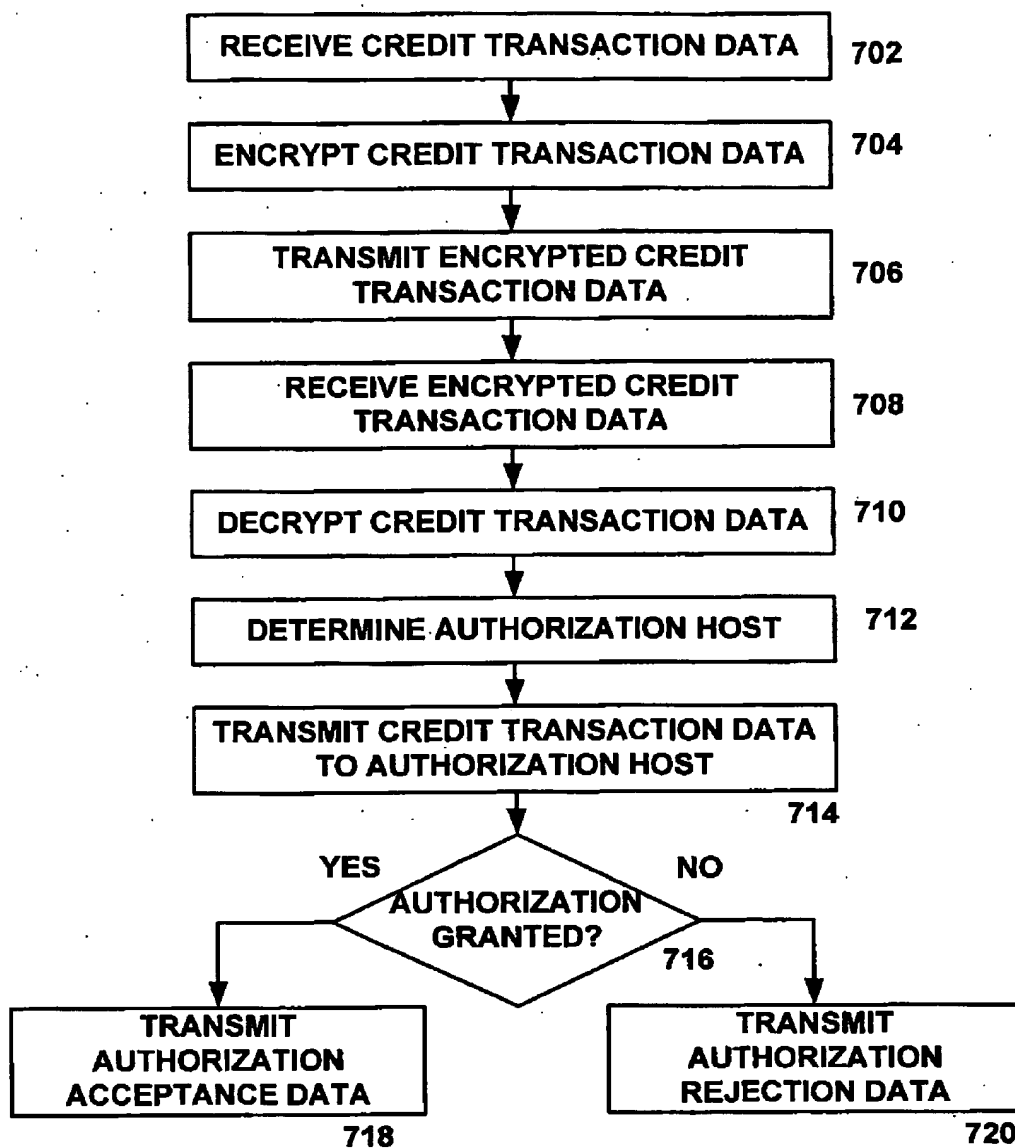 RECEIVE CREDIT TRANSACTION DATA
702
ENCRYPT CREDIT TRANSACTION DATA
704
TRANSMIT ENCRYPTED CREDIT
TRANSACTION DATA
706
RECEIVE ENCRYPTED CREDIT
TRANSACTION DATA
708
DECRYPT CREDIT TRANSACTION DATA
710
DETERMINE AUTHORIZATION HOST
712
TRANSMIT CREDIT TRANSACTION DATA
TO AUTHORIZATION HOST
714
YES
NO
AUTHORIZATION
GRANTED?
716
TRANSMIT
AUTHORIZATION
ACCEPTANCE DATA
718
TRANSMIT
AUTHORIZATION
REJECTION DATA
720